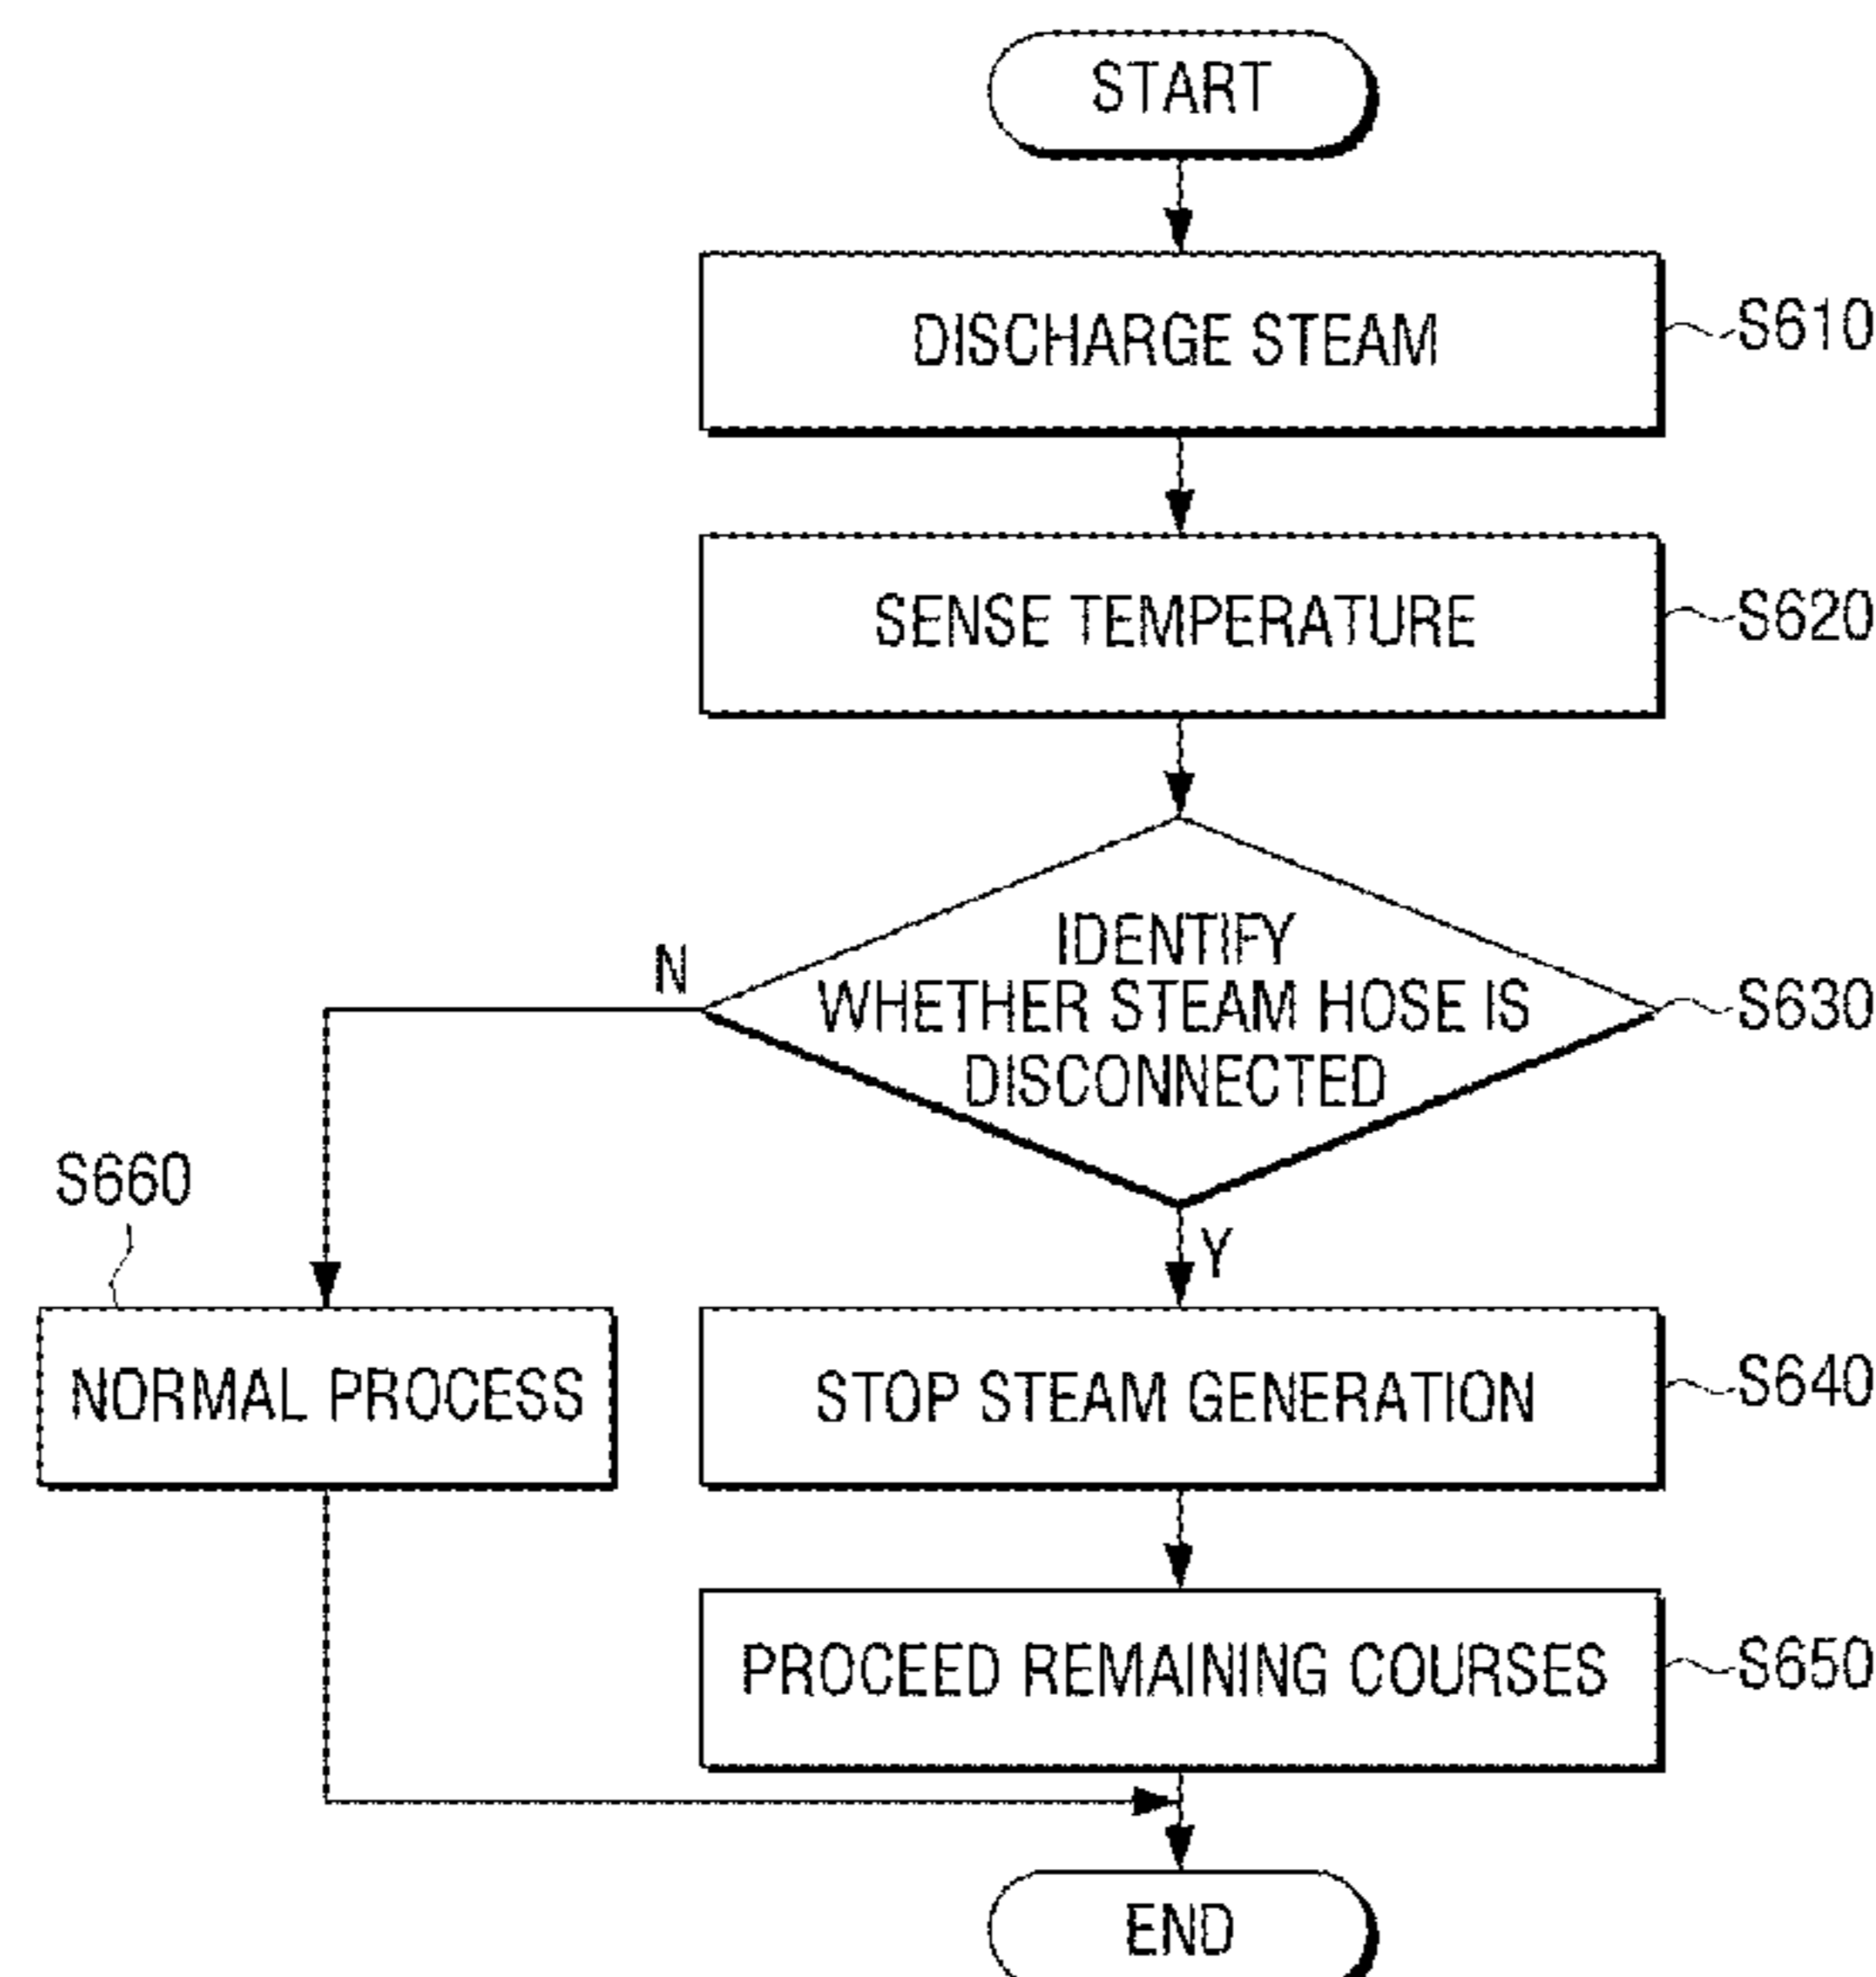 START
DISCHARGE STEAM
S610
SENSE TEMPERATURE
S620
IDENTIFY
WHETHER STEAM HOSE IS
DISCONNECTED
S630
N
Y
S660
NORMAL PROCESS
STOP STEAM GENERATION
S640
PROCEED REMAINING COURSES
S650
END